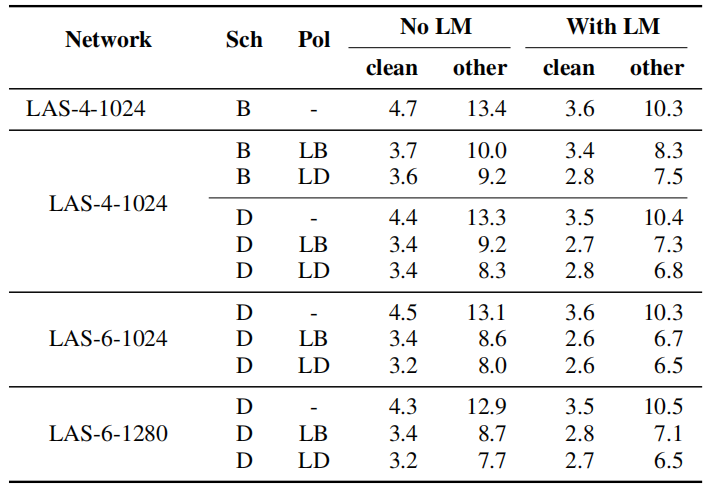 Network Sch Pol No LM With LM
clean other clean other
LAS-4-1024 B - 4.7 13.4 3.6 10.3
B LB 3.7 10.0 3.4 8.3
B LD 3.6 9.2 2.8 7.5
LAS-4-1024
D - 4.4 13.3 3.5 10.4
D LB 3.4 9.2 2.7 7.3
D LD 3.4 8.3 2.8 6.8
D - 4.5 13.1 3.6 10.3
LAS-6-1024 D LB 3.4 8.6 2.6 6.7
D LD 3.2 8.0 2.6 6.5
D - 4.3 12.9 3.5 10.5
LAS-6-1280 D LB 3.4 8.7 2.8 7.1
D LD 3.2 7.7 2.7 6.5